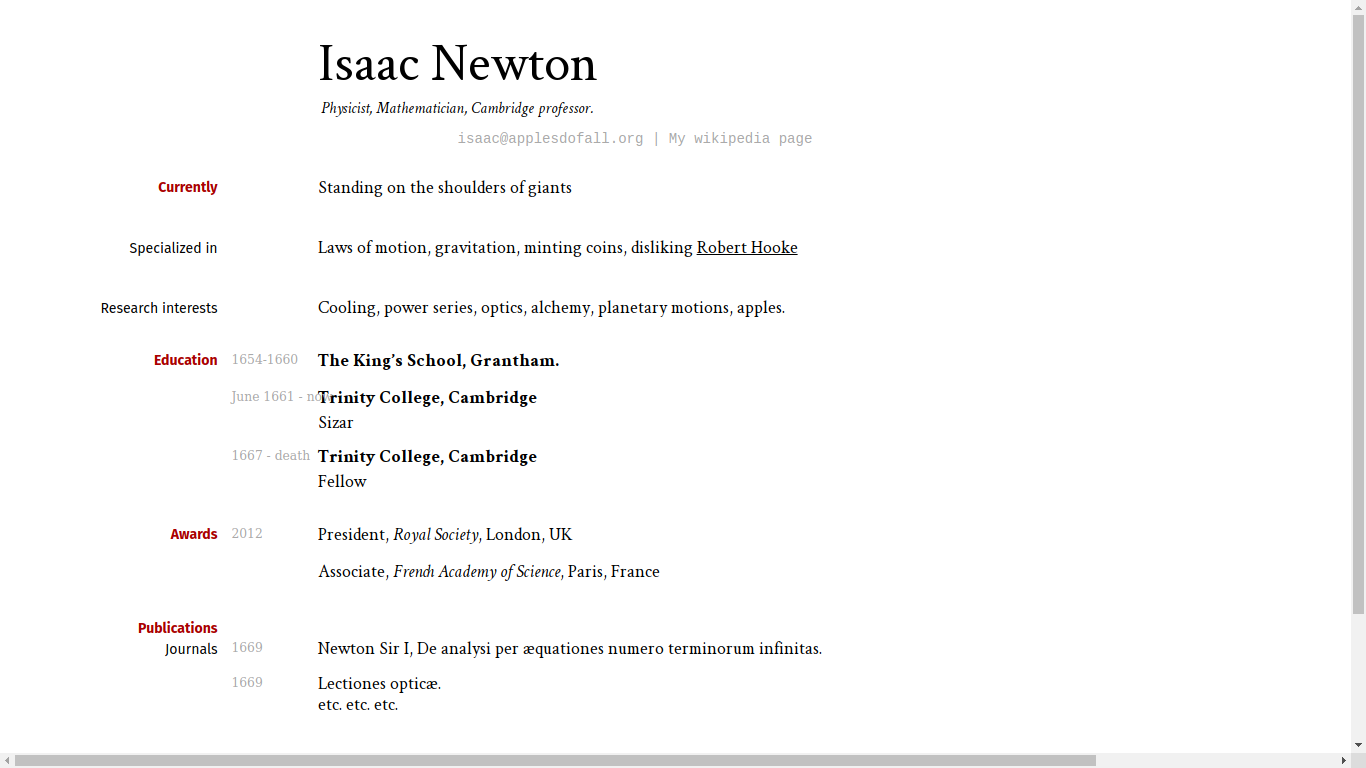 Isaac Newton
Physicist, Mathematician, Cambridge professor.
isaac@applesdofall.org | My wikipedia page
Currently Standing on the shoulders of giants
Specialized in Laws of motion, gravitation, minting coins, disliking Robert Hooke
Research interests Cooling, power series, optics, alchemy, planetary motions, apples.
Education 1654-1660 The King’s School, Grantham.
June 1661 - now Trinity College, Cambridge
Sizar
1667 - death Trinity College, Cambridge
Fellow
Awards 2012 President, Royal Society, London, UK
Associate, French Academy of Science, Paris, France
Publications
Journals 1669 Newton Sir I, De analysi per æquationes numero terminorum infinitas.
1669 Lectiones opticæ.
etc. etc. etc.